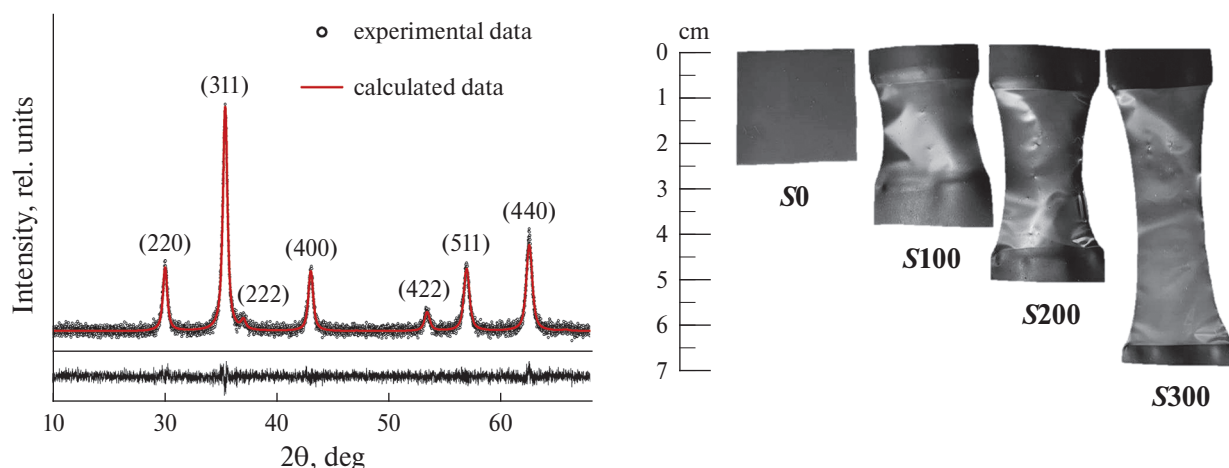 experimental data
calculated data
(311)
(220)
(222)
(400)
(422)
(511)
(440)
Intensity, rel. units
10
30
40
50
60
2θ, deg
cm
0
1
2
3
4
5
6
7
S0
S100
S200
S300